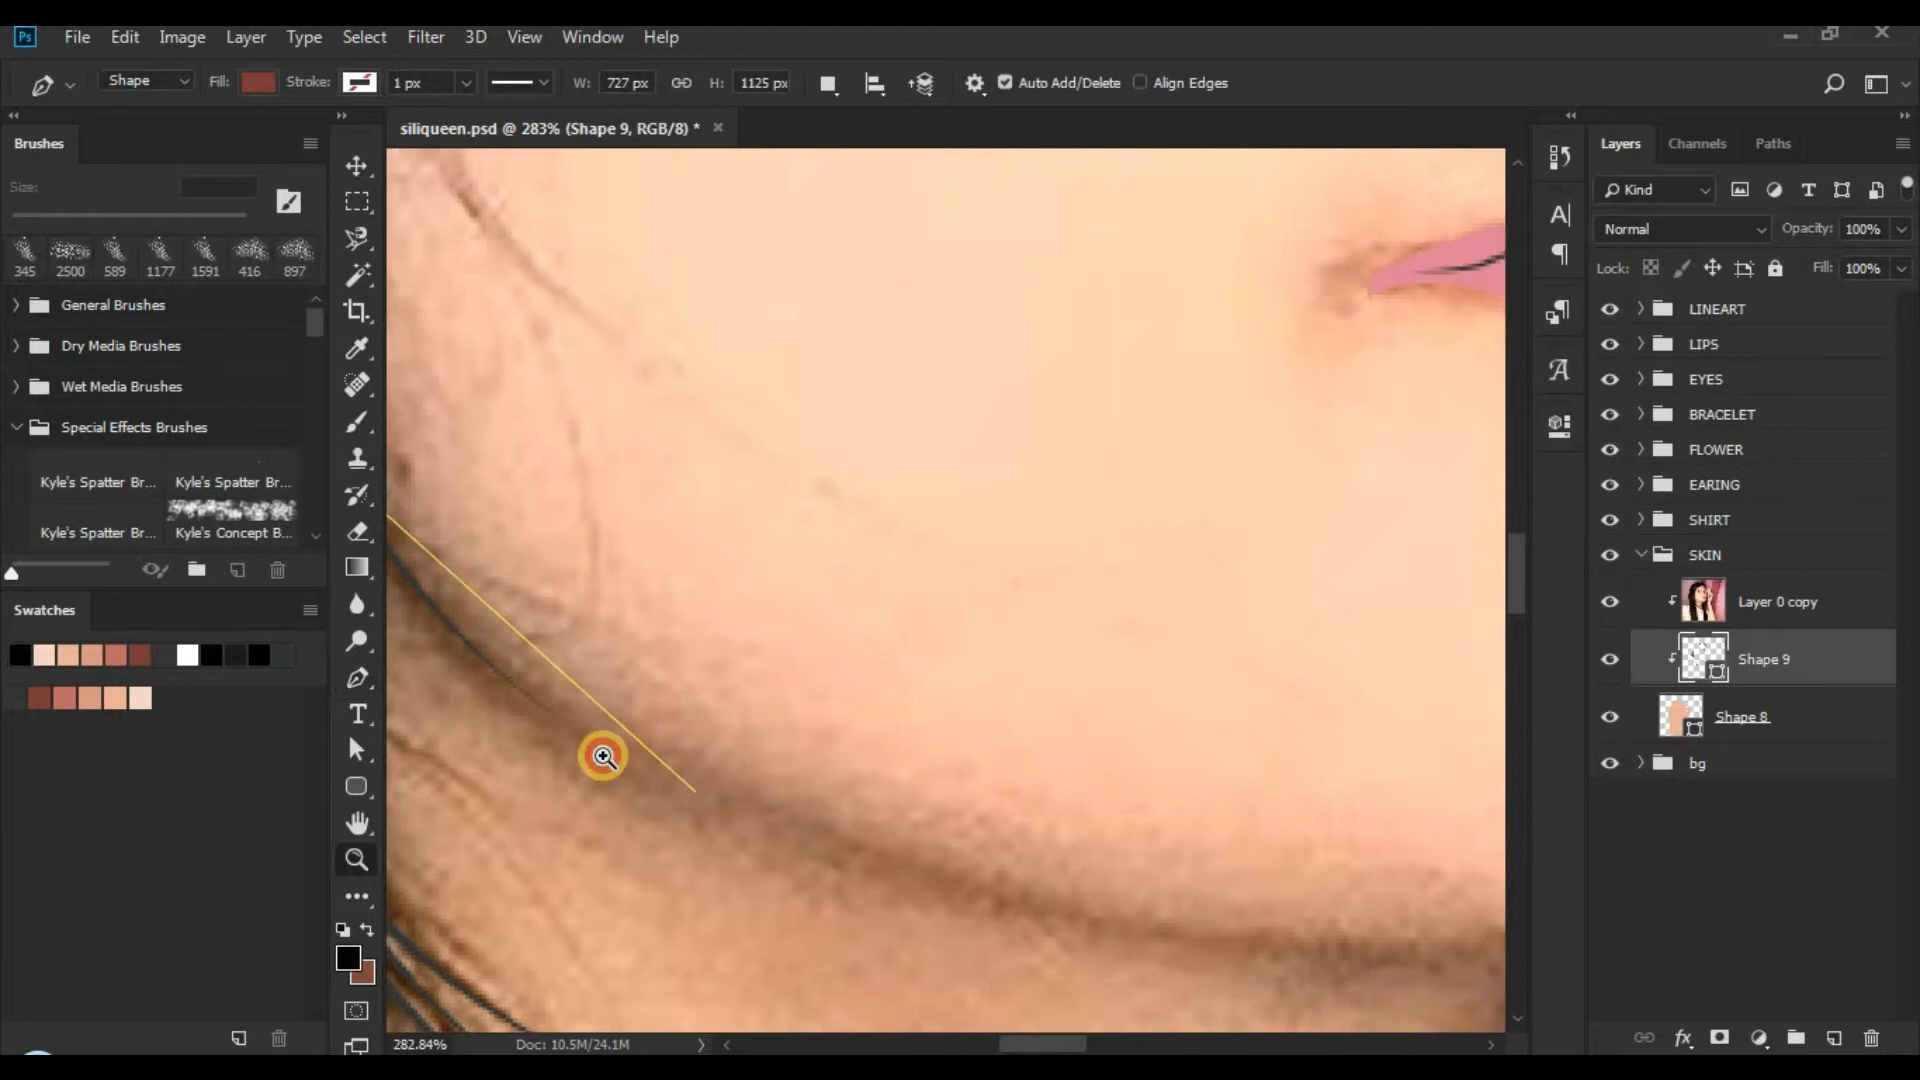 Ps File Edit Image Layer Type Select Filter 3D View Window Help
Shape Fill: Stroke: 1 px W: 727 px H: 1125 px Auto Add/Delete Align Edges
siliqueen.psd @ 283% (Shape 9, RGB/8) *
Brushes
Size:
345 2500 589 1177 1591 416 897
General Brushes
Dry Media Brushes
Wet Media Brushes
Special Effects Brushes
Kyle's Spatter Br... Kyle's Spatter Br...
Kyle's Spatter Br... Kyle's Concept B...
Swatches
282.84% Doc: 10.5M/24.1M
Layers Channels Paths
Kind
Normal Opacity: 100%
Lock: Fill: 100%
LINEART
LIPS
EYES
BRACELET
FLOWER
EARING
SHIRT
SKIN
Layer 0 copy
Shape 9
Shape 8
bg